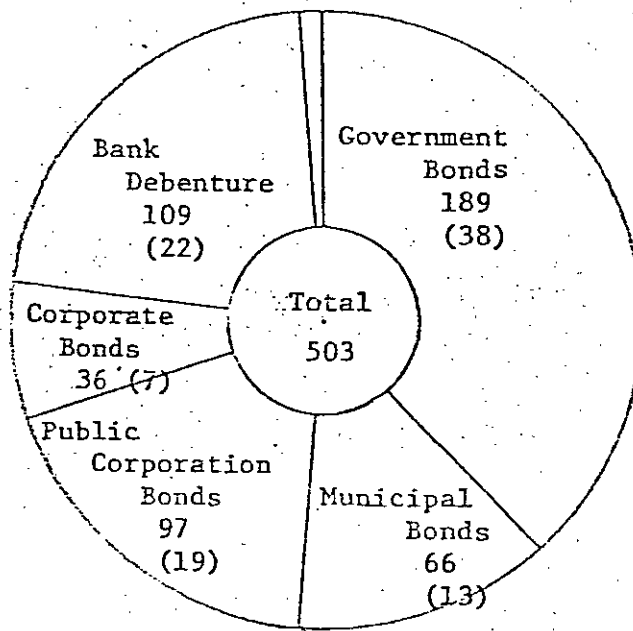 Government
Bonds
189
(38)
Municipal
Bonds
66
(13)
Public
Corporation
Bonds
97
(19)
Corporate
Bonds
36 (7)
Bank
Debenture
109
(22)
Total
503